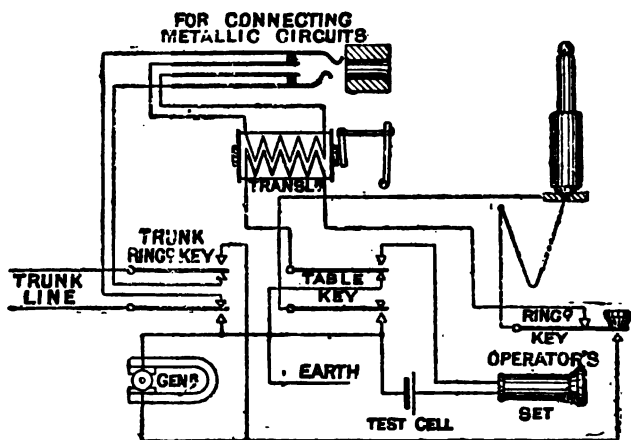 FOR CONNECTING
METALLIC CIRCUITS
TRANSLR
TRUNK
RINGG KEY
TRUNK
LINE
TABLE
KEY
RINGG
KEY
GENR
EARTH
OPERATOR'S
SET
TEST CELL